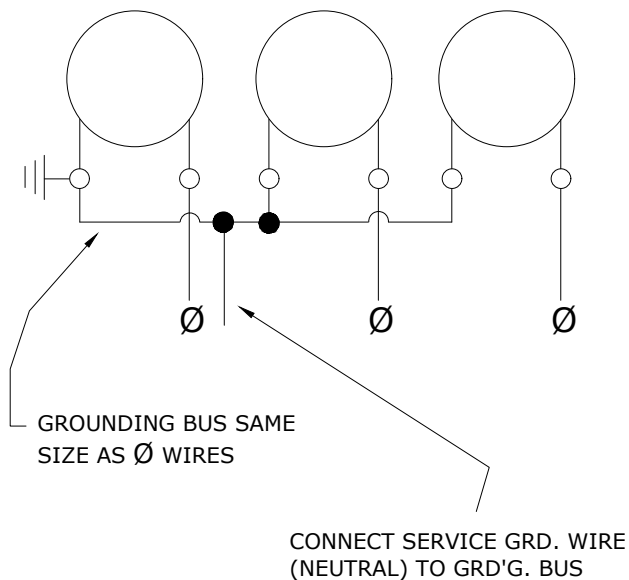 Ø Ø Ø
GROUNDING BUS SAME
SIZE AS Ø WIRES
CONNECT SERVICE GRD. WIRE
(NEUTRAL) TO GRD'G. BUS